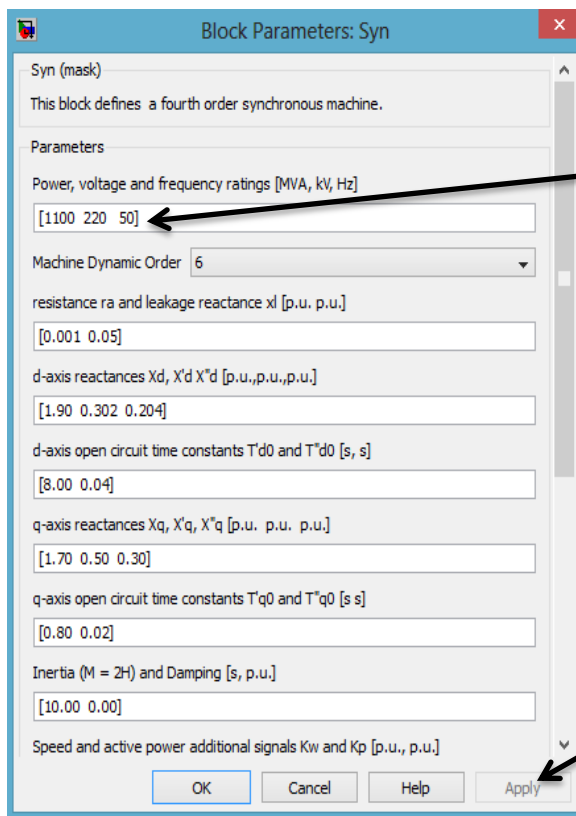 Block Parameters: Syn
Syn (mask)
This block defines a fourth order synchronous machine.
Parameters
Power, voltage and frequency ratings [MVA, kV, Hz]
[1100 220 50]
Machine Dynamic Order 6
resistance ra and leakage reactance xl [p.u. p.u.]
[0.001 0.05]
d-axis reactances Xd, X'd X"d [p.u.,p.u.,p.u.]
[1.90 0.302 0.204]
d-axis open circuit time constants T'd0 and T"d0 [s, s]
[8.00 0.04]
q-axis reactances Xq, X'q, X"q [p.u. p.u. p.u.]
[1.70 0.50 0.30]
q-axis open circuit time constants T'q0 and T"q0 [s s]
[0.80 0.02]
Inertia (M = 2H) and Damping [s, p.u.]
[10.00 0.00]
Speed and active power additional signals Kw and Kp [p.u., p.u.]
OK Cancel Help Apply